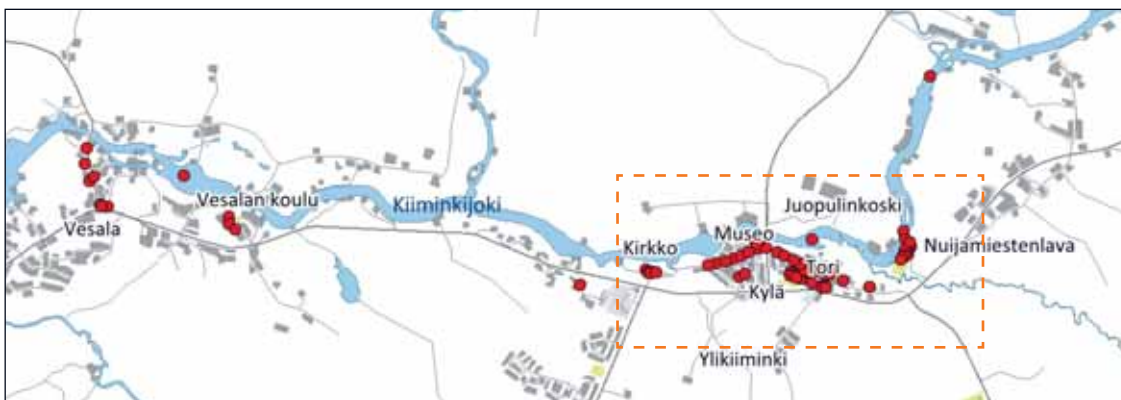 Vesalan koulu
Vesala
Kiiminkijoki
Juopulinkoski
Kirkko
Museo
Nuijamiestenlava
Tori
Kylä
Ylikiiminki